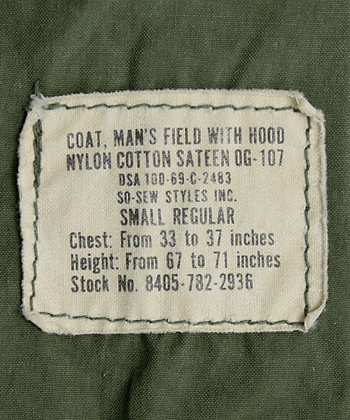 COAT, MAN'S FIELD WITH HOOD
NYLON COTTON SATEEN OG-107
DSA 100-69-C-2483
SO-SEW STYLES INC.
SMALL REGULAR
Chest: From 33 to 37 inches
Height: From 67 to 71 inches
Stock No. 8405-782-2936